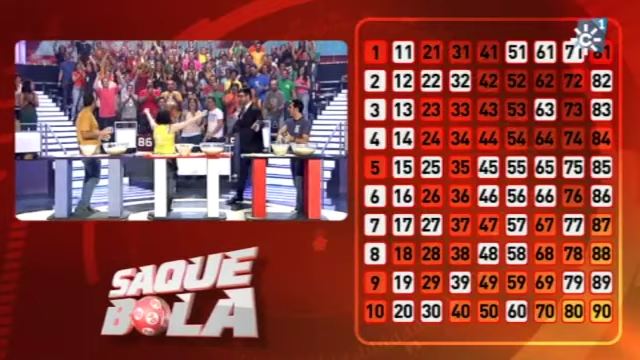 1 11 21 31 41 51 61 71 81
2 12 22 32 42 52 62 72 82
3 13 23 33 43 53 63 73 83
4 14 24 34 44 54 64 74 84
86
5 15 25 35 45 55 65 75 85
6 16 26 36 46 56 66 76 86
7 17 27 37 47 57 67 77 87
8 18 28 38 48 58 68 78 88
9 19 29 39 49 59 69 79 89
10 20 30 40 50 60 70 80 90
SAQUE
BOLA